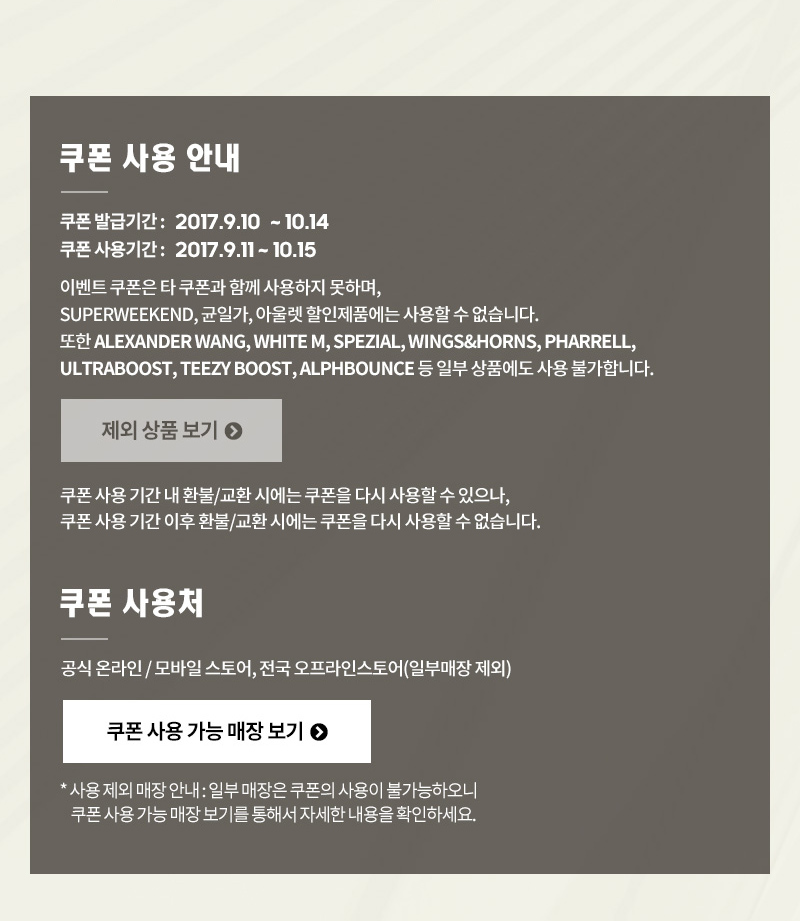 쿠폰 사용 안내
쿠폰 발급기간 : 2017.9.10 ~ 10.14
쿠폰 사용기간 : 2017.9.11 ~ 10.15
이벤트 쿠폰은 타 쿠폰과 함께 사용하지 못하며,
SUPERWEEKEND, 균일가, 아울렛 할인제품에는 사용할 수 없습니다.
또한 ALEXANDER WANG, WHITE M, SPEZIAL, WINGS&HORNS, PHARRELL,
ULTRABOOST, TEEZY BOOST, ALPHBOUNCE 등 일부 상품에도 사용 불가합니다.
제외 상품 보기
쿠폰 사용 기간 내 환불/교환 시에는 쿠폰을 다시 사용할 수 있으나,
쿠폰 사용 기간 이후 환불/교환 시에는 쿠폰을 다시 사용할 수 없습니다.
쿠폰 사용처
공식 온라인 / 모바일 스토어, 전국 오프라인스토어(일부매장 제외)
쿠폰 사용 가능 매장 보기
* 사용 제외 매장 안내 : 일부 매장은 쿠폰의 사용이 불가능하오니
쿠폰 사용 가능 매장 보기를 통해서 자세한 내용을 확인하세요.